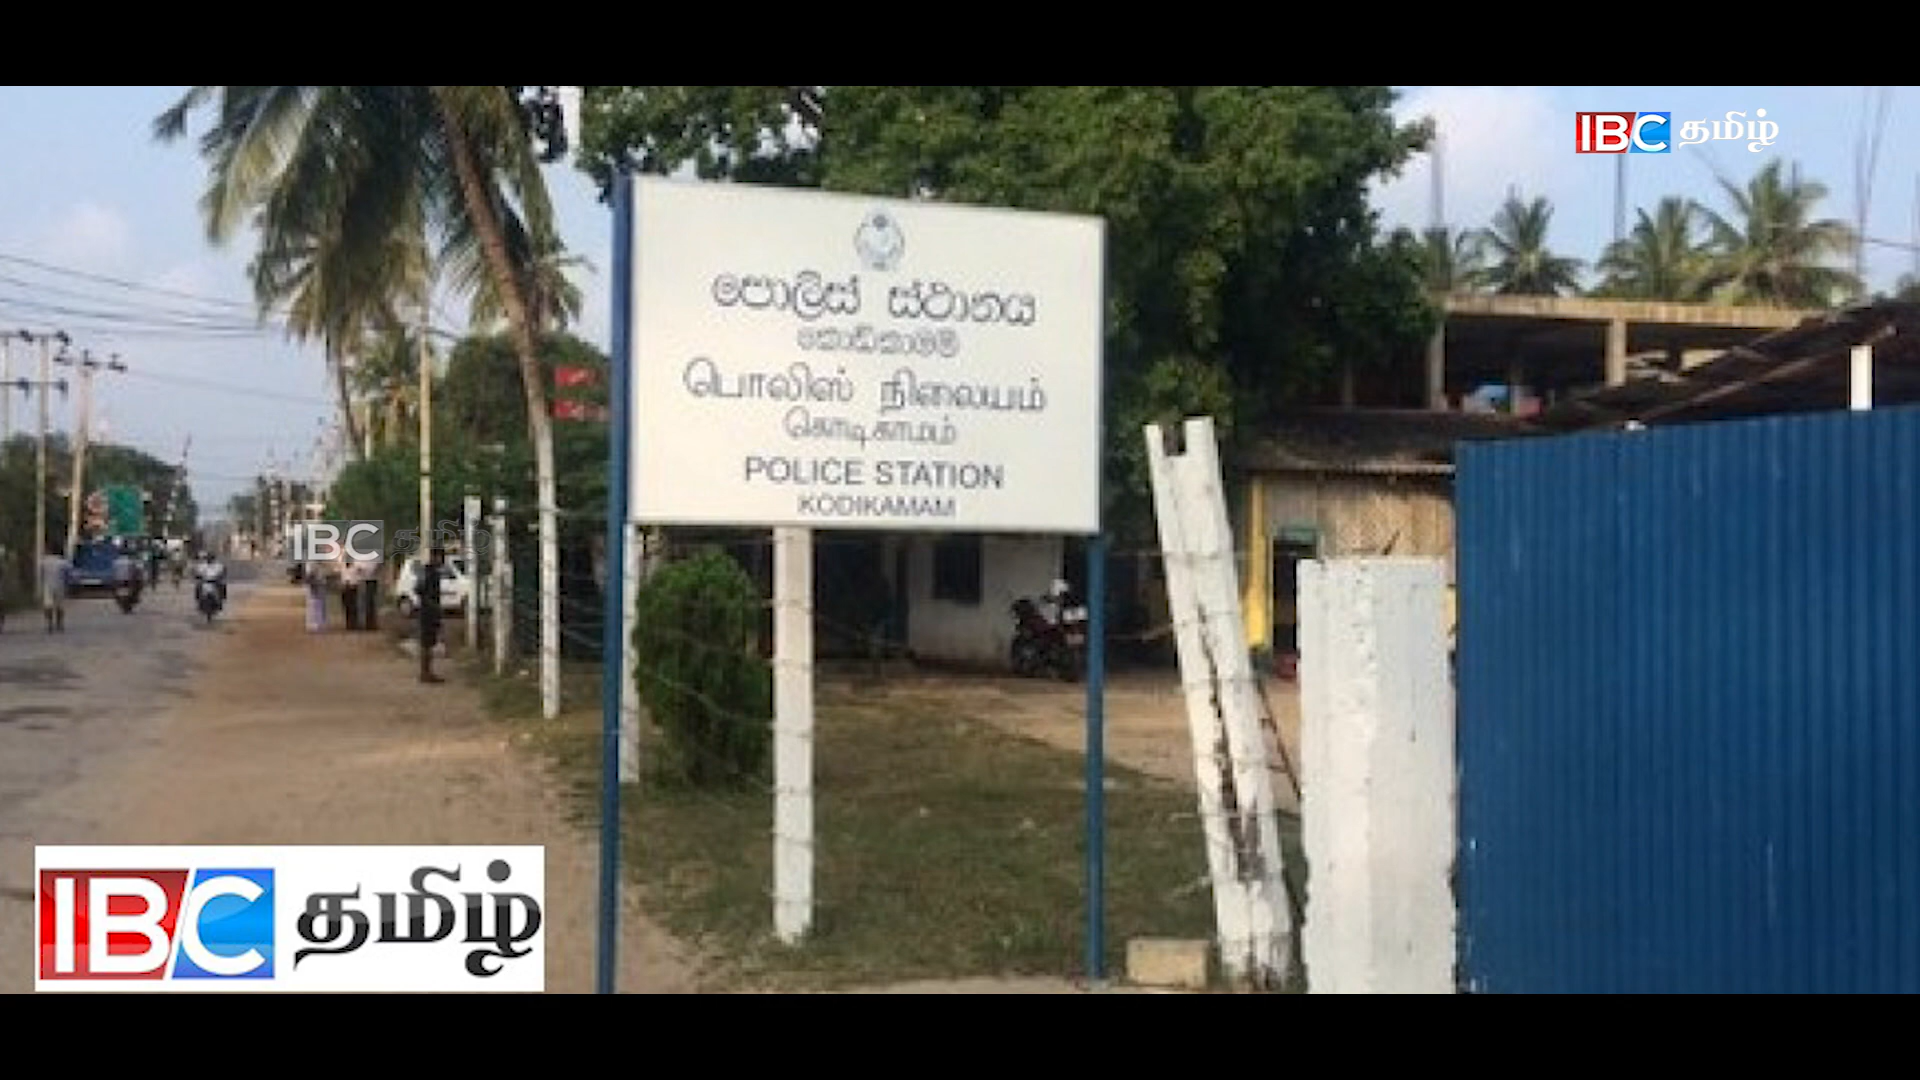 IBC தமிழ்
පොලිස් ස්ථානය
කොඩිකාමම්
பொலிஸ் நிலையம்
கொடிகாமம்
POLICE STATION
KODIKAMAM
IBC தமிழ்
IBC தமிழ்